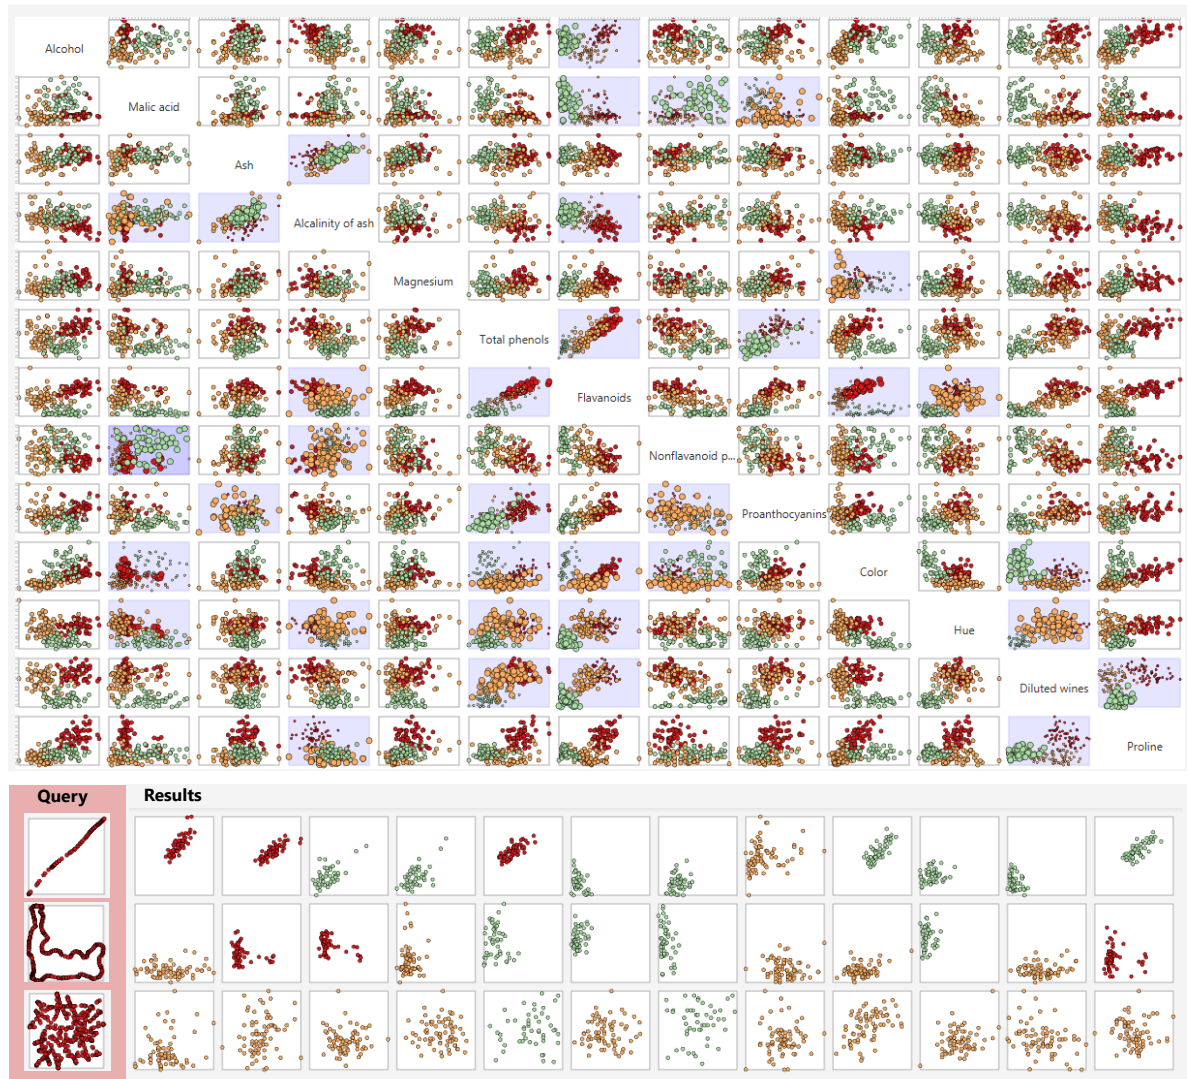 Alcohol
Malic acid
Ash
Alcalinity of ash
Magnesium
Total phenols
Flavanoids
Nonflavanoid p...
Proanthocyanins
Color
Hue
Diluted wines
Proline
Query Results